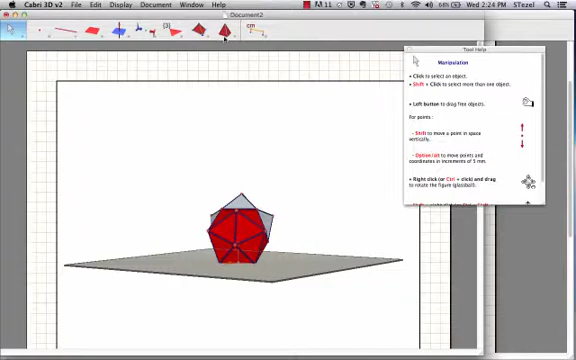 Cabri 3D v2 File Edit Display Document Window Help 11 68% Wed 2:24 PM STezel
Document2
cm
Tool Help
Manipulation
• Click to select an object.
• Shift + Click to select more than one object.
• Left button to drag free objects.
For points:
- Shift to move a point in space
vertically.
- Option/alt to move points and
coordinates in increments of 5 mm.
• Right click (or Ctrl + click) and drag
to rotate the figure (glassball).